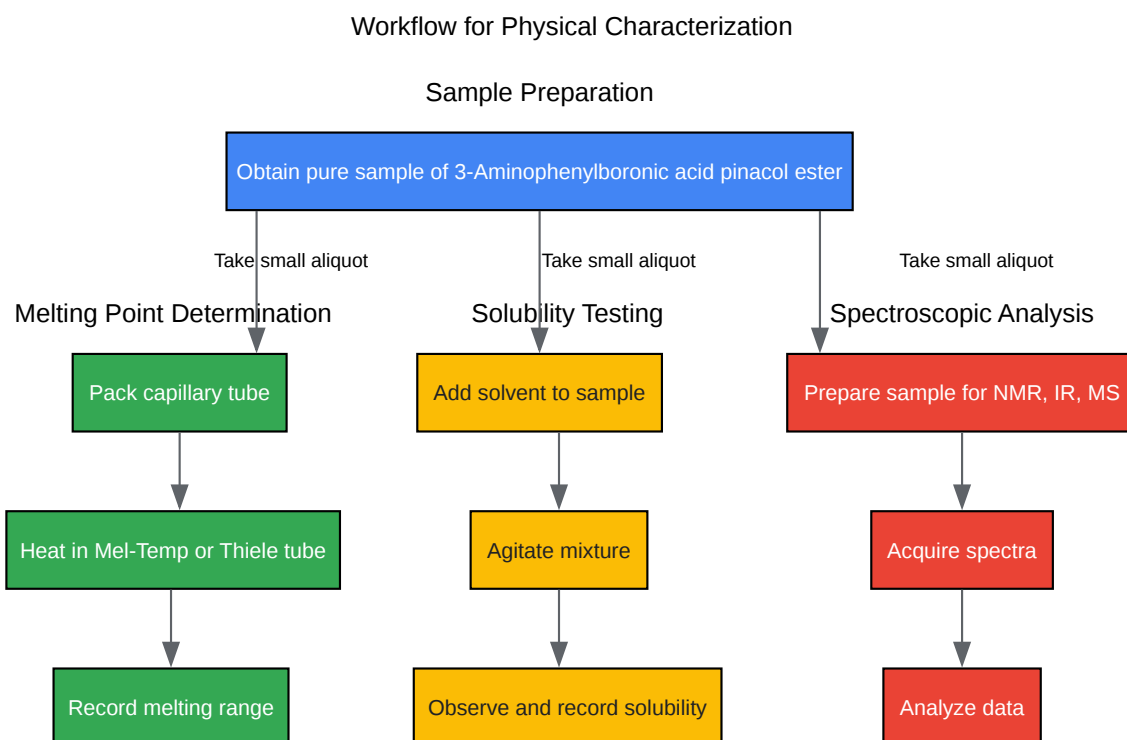 Workflow for Physical Characterization
Sample Preparation
Obtain pure sample of 3-Aminophenylboronic acid pinacol ester
Take small aliquot
Take small aliquot
Take small aliquot
Melting Point Determination
Solubility Testing
Spectroscopic Analysis
Pack capillary tube
Add solvent to sample
Prepare sample for NMR, IR, MS
Heat in Mel-Temp or Thiele tube
Agitate mixture
Acquire spectra
Record melting range
Observe and record solubility
Analyze data